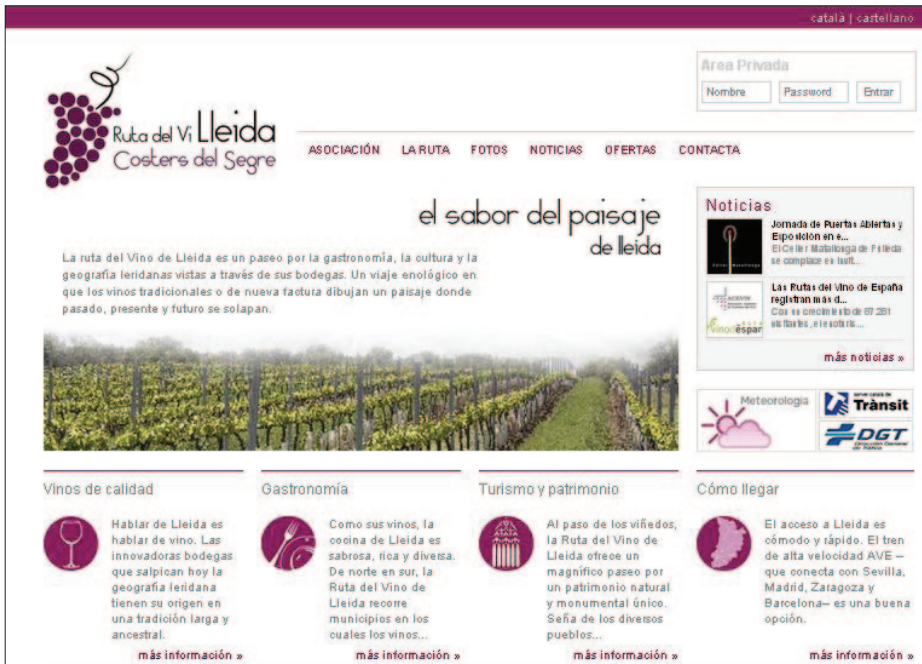 català | castellano
Area Privada
Nombre
Password
Entrar
Ruta del Vi Lleida
Costers del Segre
ASOCIACIÓN
LA RUTA
FOTOS
NOTICIAS
OFERTAS
CONTACTA
el sabor del paisaje
de lleida
La ruta del Vino de Lleida es un paseo por la gastronomía, la cultura y la
geografía leridanas vistas a través de sus bodegas. Un viaje enológico en
que los vinos tradicionales o de nueva factura dibujan un paisaje donde
pasado, presente y futuro se solapan.
Noticias
Jornada de Puertas Abiertas y
Exposición en e...
El Celler Matallonga de Fulleda
se complace en invit...
Las Rutas del Vino de España
registran más d...
Con un crecimiento de
visitantes, el enoturis...
vinodespañ
más noticias »
Meteorología
servei català de
Trànsit
DGT
Dirección General
de Tráfico
Vinos de calidad
Hablar de Lleida es
hablar de vino. Las
innovadoras bodegas
que salpican hoy la
geografía leridana
tienen su origen en
una tradición larga y
ancestral.
más información »
Gastronomía
Como sus vinos, la
cocina de Lleida es
sabrosa, rica y diversa.
De norte en sur, la
Ruta del Vino de
Lleida recorre
municipios en los
cuales los vinos...
más información »
Turismo y patrimonio
Al paso de los viñedos,
la Ruta del Vino de
Lleida ofrece un
magnífico paseo por
un patrimonio natural
y monumental único.
Seña de los diversos
pueblos...
más información »
Cómo llegar
El acceso a Lleida es
cómodo y rápido. El tren
de alta velocidad AVE –
que conecta con Sevilla,
Madrid, Zaragoza y
Barcelona– es una buena
opción.
más información »